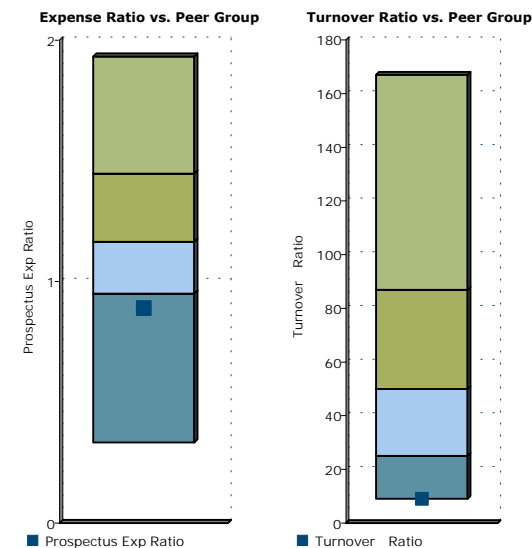 Expense Ratio vs. Peer Group
2
1
0
Prospectus Exp Ratio
Prospectus Exp Ratio
Turnover Ratio vs. Peer Group
180
160
140
120
100
80
60
40
20
0
Turnover Ratio
Turnover Ratio